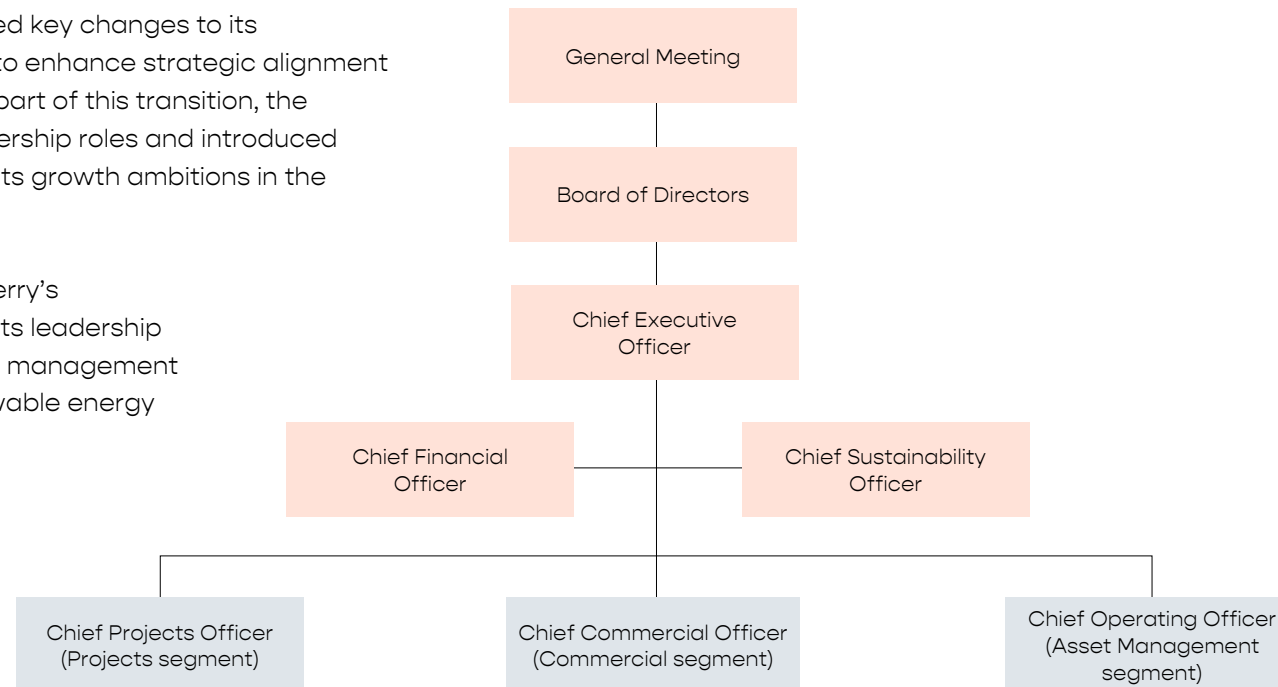 ed key changes to its
to enhance strategic alignment
part of this transition, the
ership roles and introduced
ts growth ambitions in the
erry's
ts leadership
management
vable energy
General Meeting
Board of Directors
Chief Executive
Officer
Chief Financial
Officer
Chief Sustainability
Officer
Chief Projects Officer
(Projects segment)
Chief Commercial Officer
(Commercial segment)
Chief Operating Officer
(Asset Management
segment)